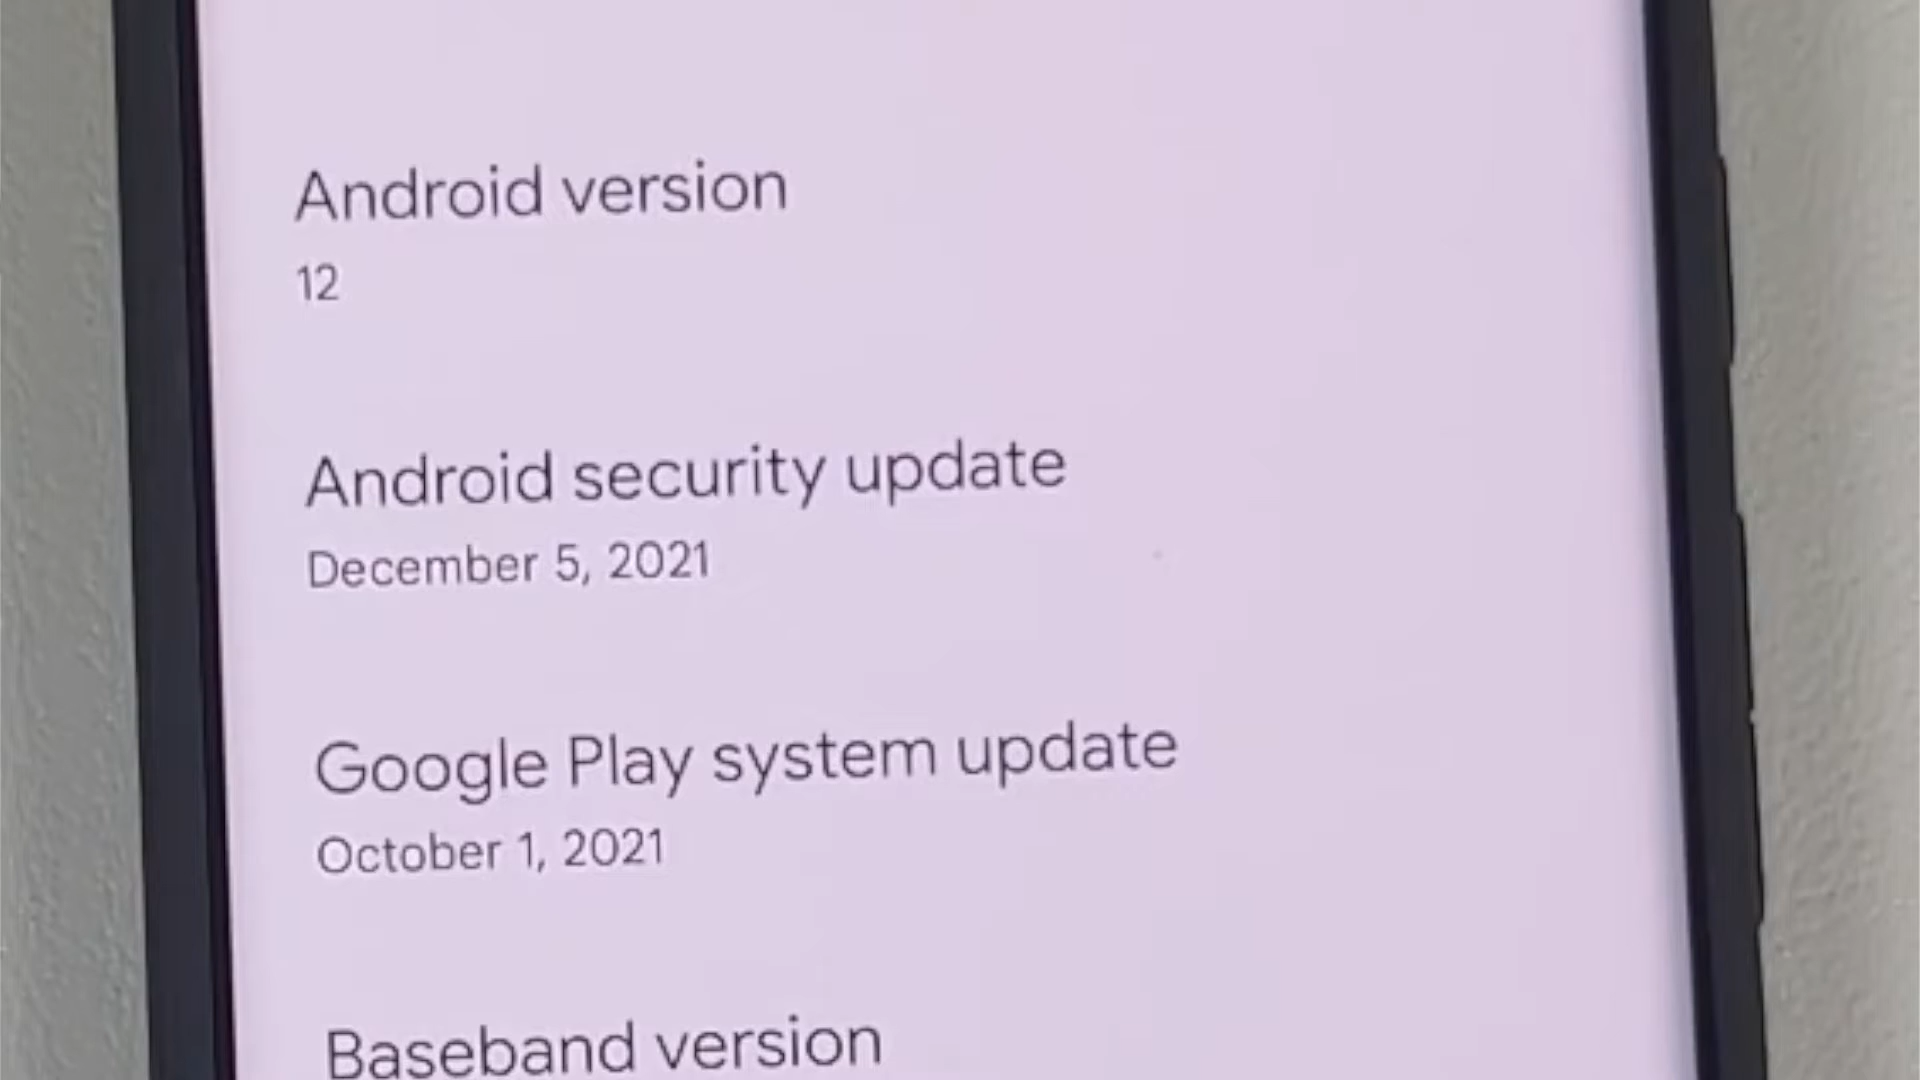 Android version
12
Android security update
December 5, 2021
Google Play system update
October 1, 2021
Baseband version